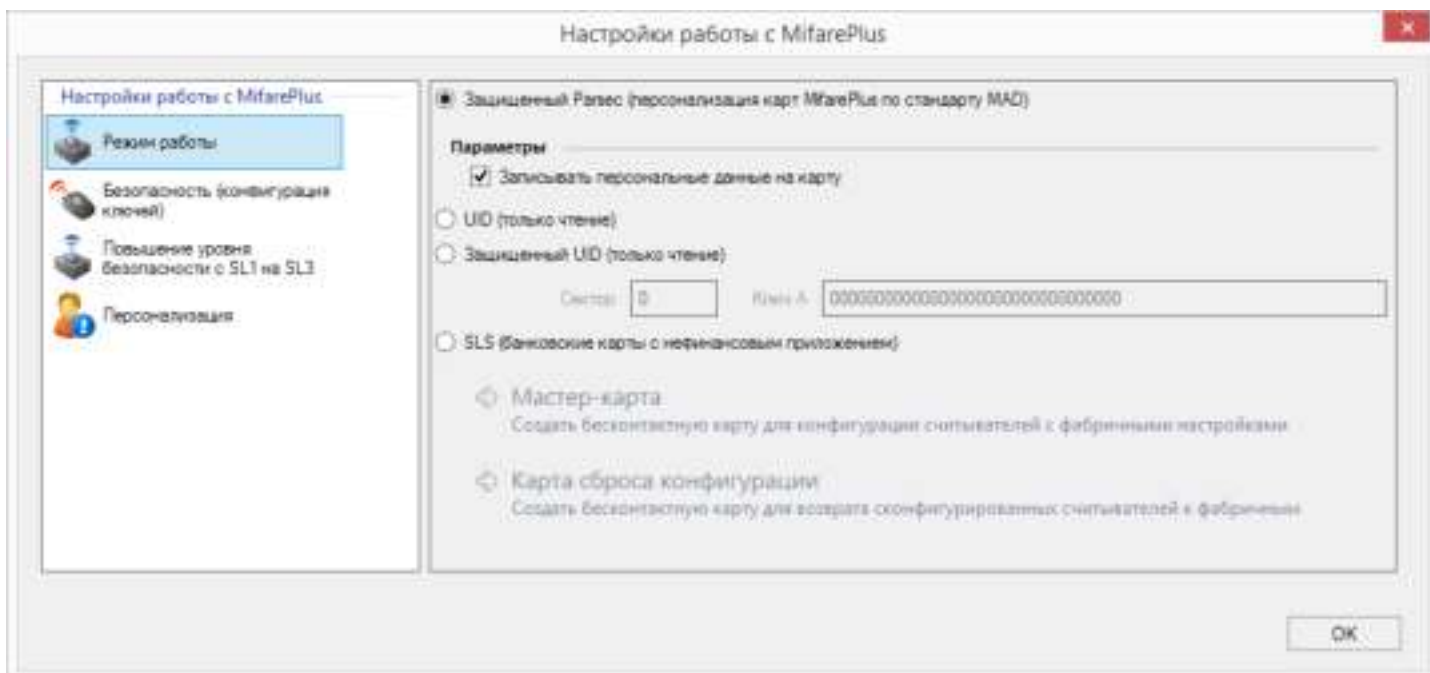 Настройки работы с MifarePlus
Настройки работы с MifarePlus
Режим работы
Безопасность (конфигурация
ключей)
Повышение уровня
безопасности с SL1 на SL3
Персонализация
Защищенный Parsec (персонализация карт MifarePlus по стандарту MAD)
Параметры
Записывать персональные данные на карту
UID (только чтение)
Защищенный UID (только чтение)
Сектор 0 Ключ A
SLS (банковские карты с нефинансовым приложением)
Мастер-карта
Создать бесконтактную карту для конфигурации считывателей с фабричными настройками
Карта сброса конфигурации
Создать бесконтактную карту для возврата сконфигурированных считывателей к фабричным
OK